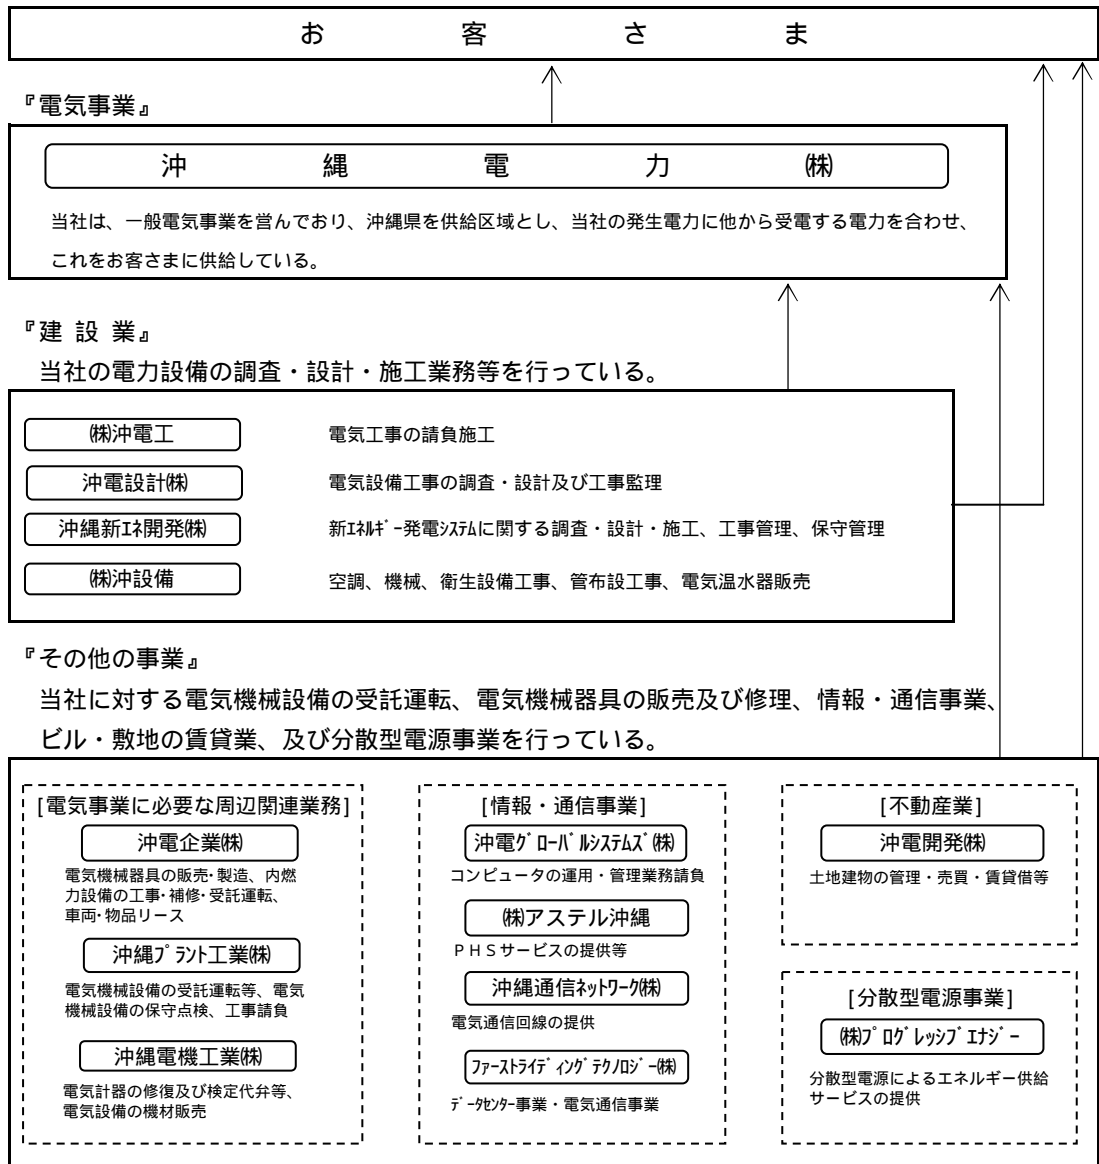 お客さま
『電気事業』
沖縄電力㈱
当社は、一般電気事業を営んでおり、沖縄県を供給区域とし、当社の発生電力に他から受電する電力を合わせ、
これをお客さまに供給している。
『建 設 業』
当社の電力設備の調査・設計・施工業務等を行っている。
㈱沖電工
電気工事の請負施工
沖電設計㈱
電気設備工事の調査・設計及び工事監理
沖縄新ｴﾈ開発㈱
新ｴﾈﾙｷﾞｰ発電ｼｽﾃﾑに関する調査・設計・施工、工事管理、保守管理
㈱沖設備
空調、機械、衛生設備工事、管布設工事、電気温水器販売
『その他の事業』
当社に対する電気機械設備の受託運転、電気機械器具の販売及び修理、情報・通信事業、
ビル・敷地の賃貸業、及び分散型電源事業を行っている。
[電気事業に必要な周辺関連業務]
沖電企業㈱
電気機械器具の販売・製造、内燃
力設備の工事・補修・受託運転、
車両・物品リース
沖縄ﾌﾟﾗﾝﾄ工業㈱
電気機械設備の受託運転等、電気
機械設備の保守点検、工事請負
沖縄電機工業㈱
電気計器の修復及び検定代弁等、
電気設備の機材販売
[情報・通信事業]
沖電ｸﾞﾛｰﾊﾞﾙｼｽﾃﾑｽﾞ㈱
コンピュータの運用・管理業務請負
㈱アステル沖縄
ＰＨＳサービスの提供等
沖縄通信ﾈｯﾄﾜｰｸ㈱
電気通信回線の提供
ﾌｧｰｽﾄﾗｲﾃﾞｨﾝｸﾞﾃｸﾉﾛｼﾞｰ㈱
ﾃﾞｰﾀｾﾝﾀｰ事業・電気通信事業
[不動産業]
沖電開発㈱
土地建物の管理・売買・賃貸借等
[分散型電源事業]
㈱ﾌﾟﾛｸﾞﾚｯｼﾌﾞｴﾅｼﾞｰ
分散型電源によるエネルギー供給
サービスの提供